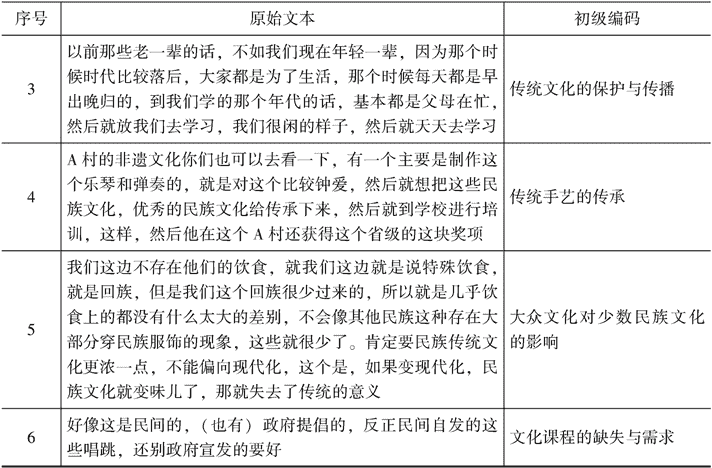 序号 原始文本 初级编码
以前那些老一辈的话，不如我们现在年轻一辈，因为那个时
候时代比较落后，大家都是为了生活，那个时候每天都是早
3 出晚归的，到我们学的那个年代的话，基本都是父母在忙， 传统文化的保护与传播
然后就放我们去学习，我们很闲的样子，然后就天天去学习
A 村的非遗文化你们也可以去看一下，有一个主要是制作这
个乐琴和弹奏的，就是对这个比较钟爱，然后就想把这些民
4 族文化，优秀的民族文化给传承下来，然后就到学校进行培 传统手艺的传承
训，这样，然后他在这个 A 村还获得这个省级的这块奖项
我们这边不存在他们的饮食，就我们这边就是说特殊饮食，
就是回族，但是我们这个回族很少过来的，所以就是几乎饮
食上的都没有什么太大的差别，不会像其他民族这种存在大 大众文化对少数民族文化
5 部分穿民族服饰的现象，这些就很少了。肯定要民族传统文 的影响
化更浓一点，不能偏向现代化，这个是，如果变现代化，民
族文化就变味儿了，那就失去了传统的意义
好像这是民间的，（也有）政府提倡的，反正民间自发的这
6 些唱跳，还别政府宣发的要好 文化课程的缺失与需求